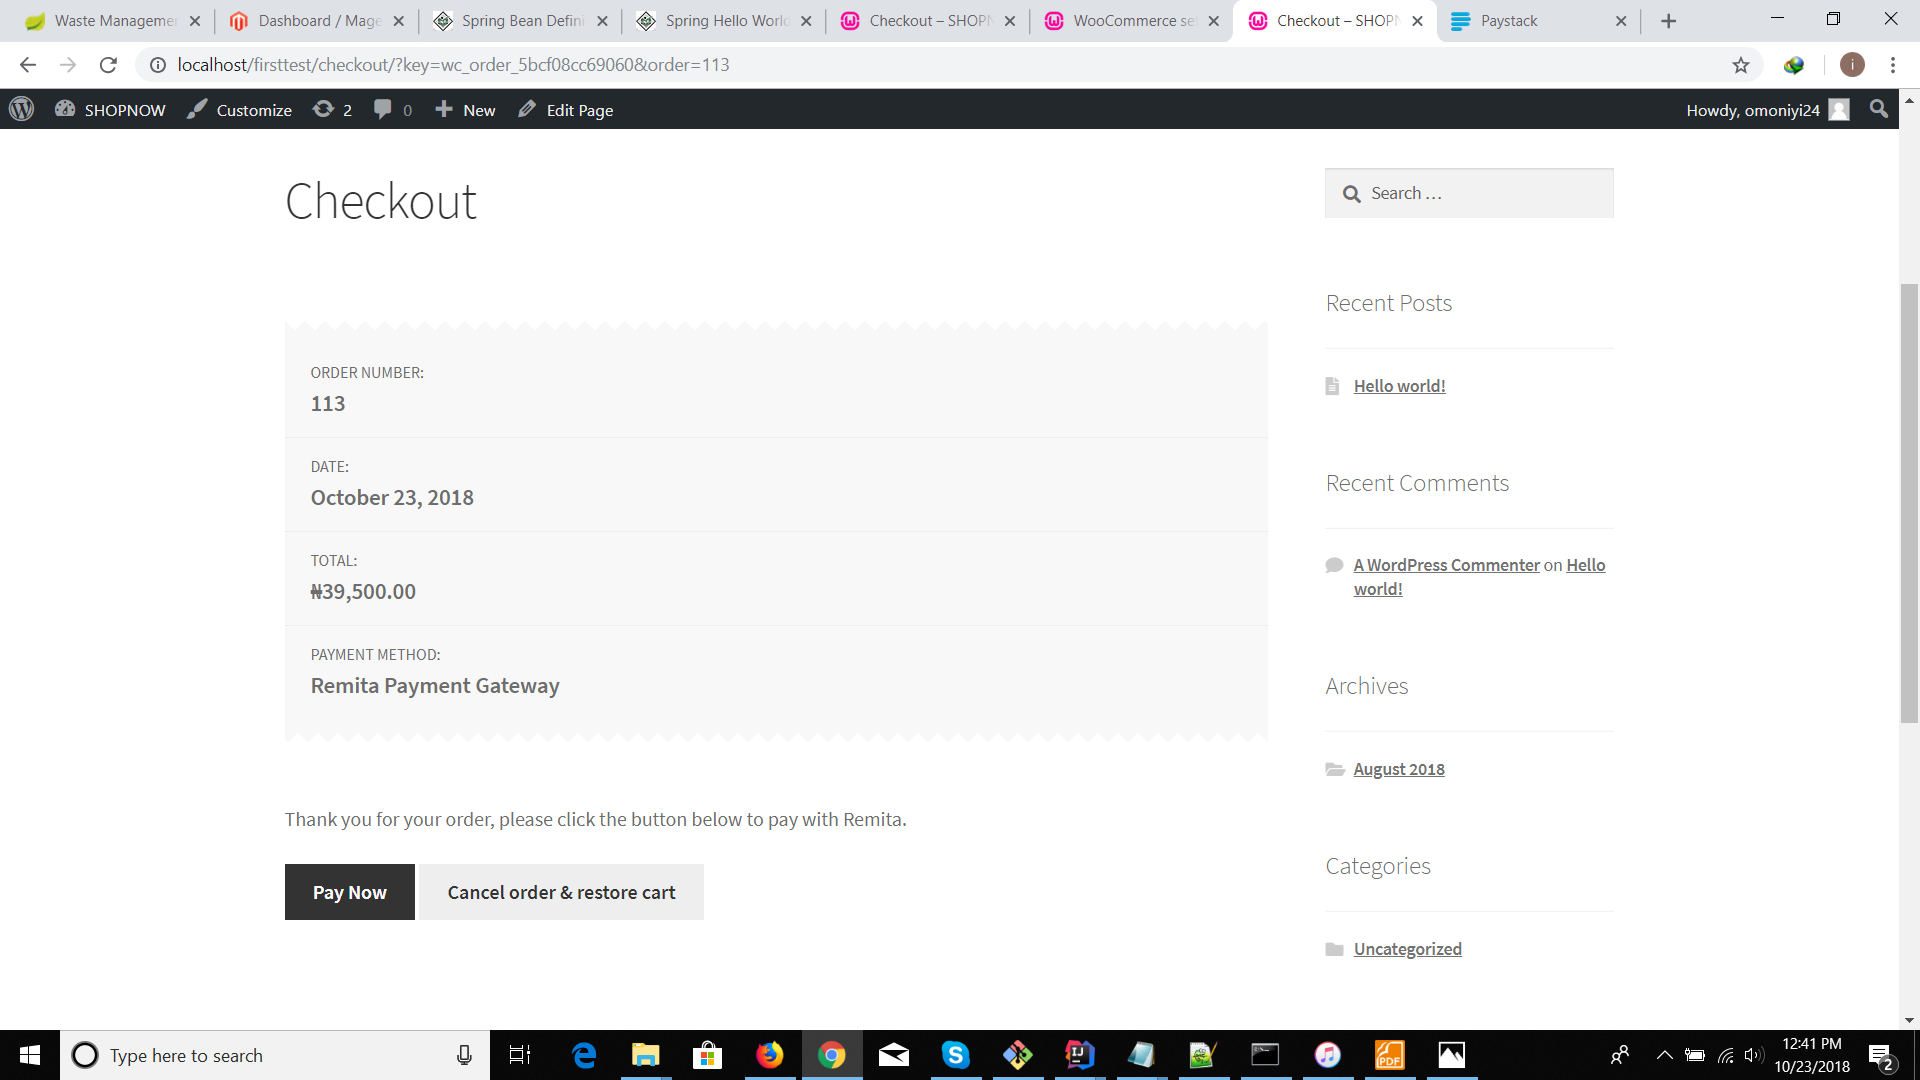 Waste Managemen
Dashboard / Mage
Spring Bean Defini
Spring Hello World
Checkout – SHOPN
WooCommerce se
Checkout – SHOPN
Paystack
localhost/firsttest/checkout/?key=wc_order_5bcf08cc69060&order=113
i
SHOPNOW
Customize
2
0
New
Edit Page
Howdy, omoniyi24
Checkout
ORDER NUMBER:
113
DATE:
October 23, 2018
TOTAL:
₦39,500.00
PAYMENT METHOD:
Remita Payment Gateway
Thank you for your order, please click the button below to pay with Remita.
Pay Now
Cancel order & restore cart
Search …
Recent Posts
Hello world!
Recent Comments
A WordPress Commenter on Hello
world!
Archives
August 2018
Categories
Uncategorized
Type here to search
IJ
PDF
12:41 PM
10/23/2018
2